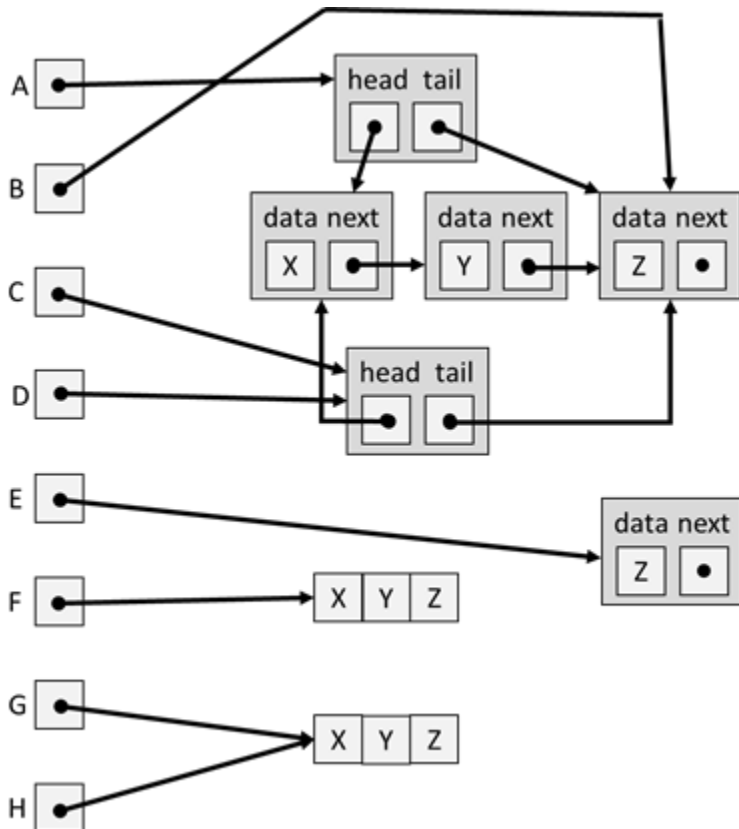 A
head tail
B
data next
data next
data next
X
Y
Z
C
D
head tail
E
data next
Z
F
X Y Z
G
X Y Z
H